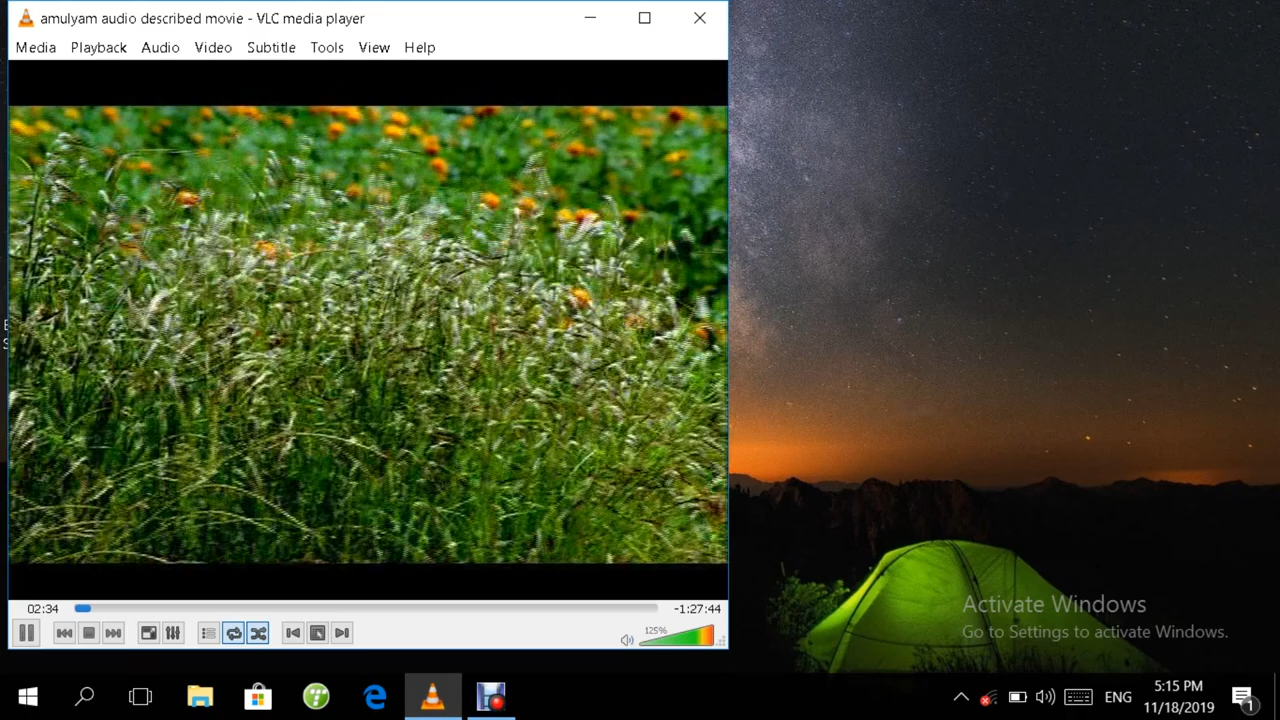 amulyam audio described movie - VLC media player
Media Playback Audio Video Subtitle Tools View Help
02:34
-1:27:44
125%
Activate Windows
Go to Settings to activate Windows.
ENG
5:15 PM
11/18/2019
1